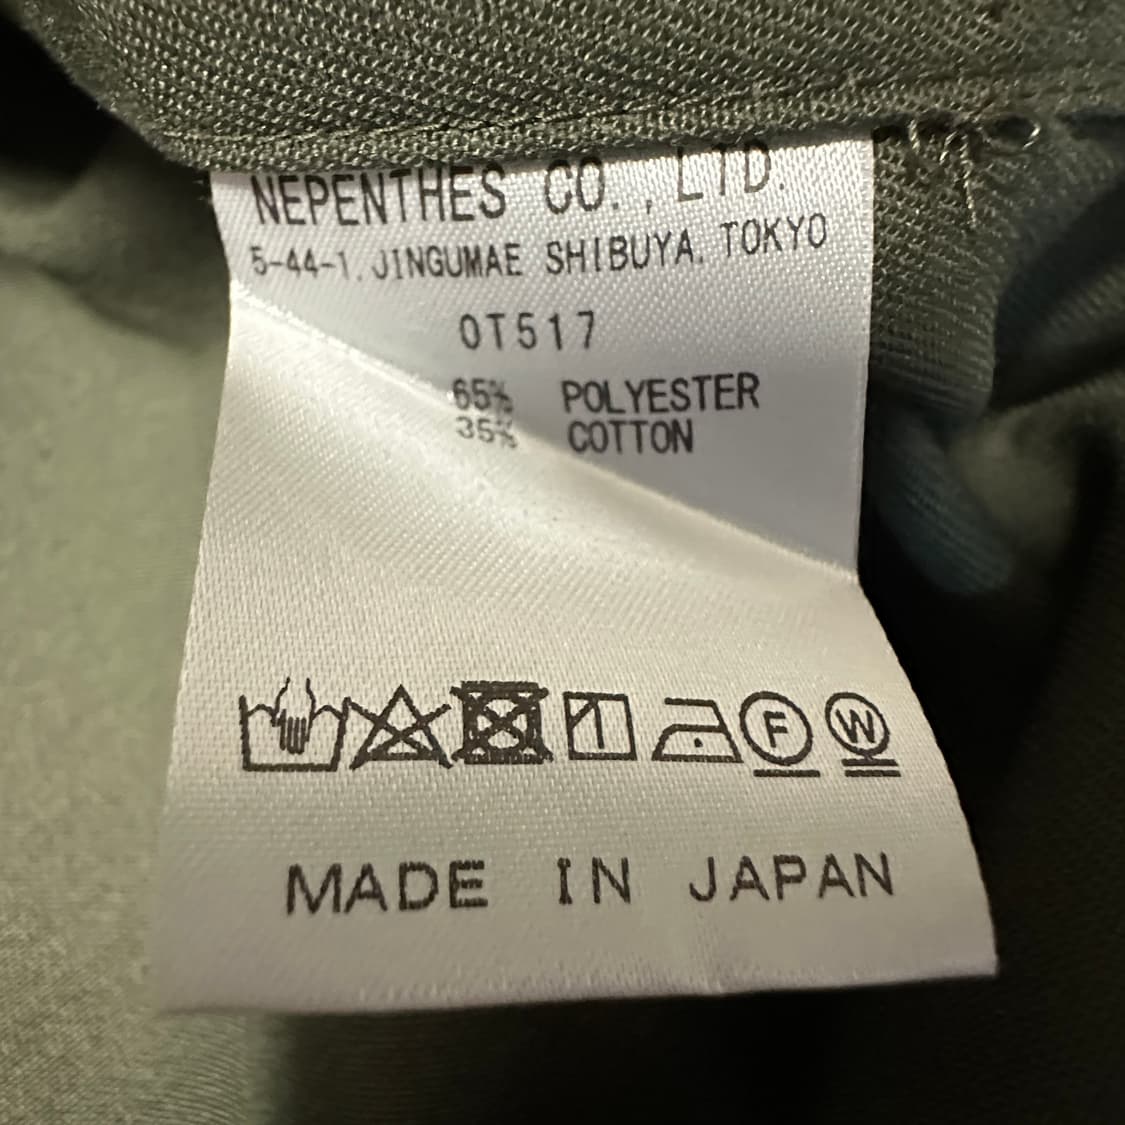 NEPENTHES CO., LTD.
5-44-1, JINGUMAE SHIBUYA, TOKYO
OT517
65% POLYESTER
35% COTTON
F W
MADE IN JAPAN